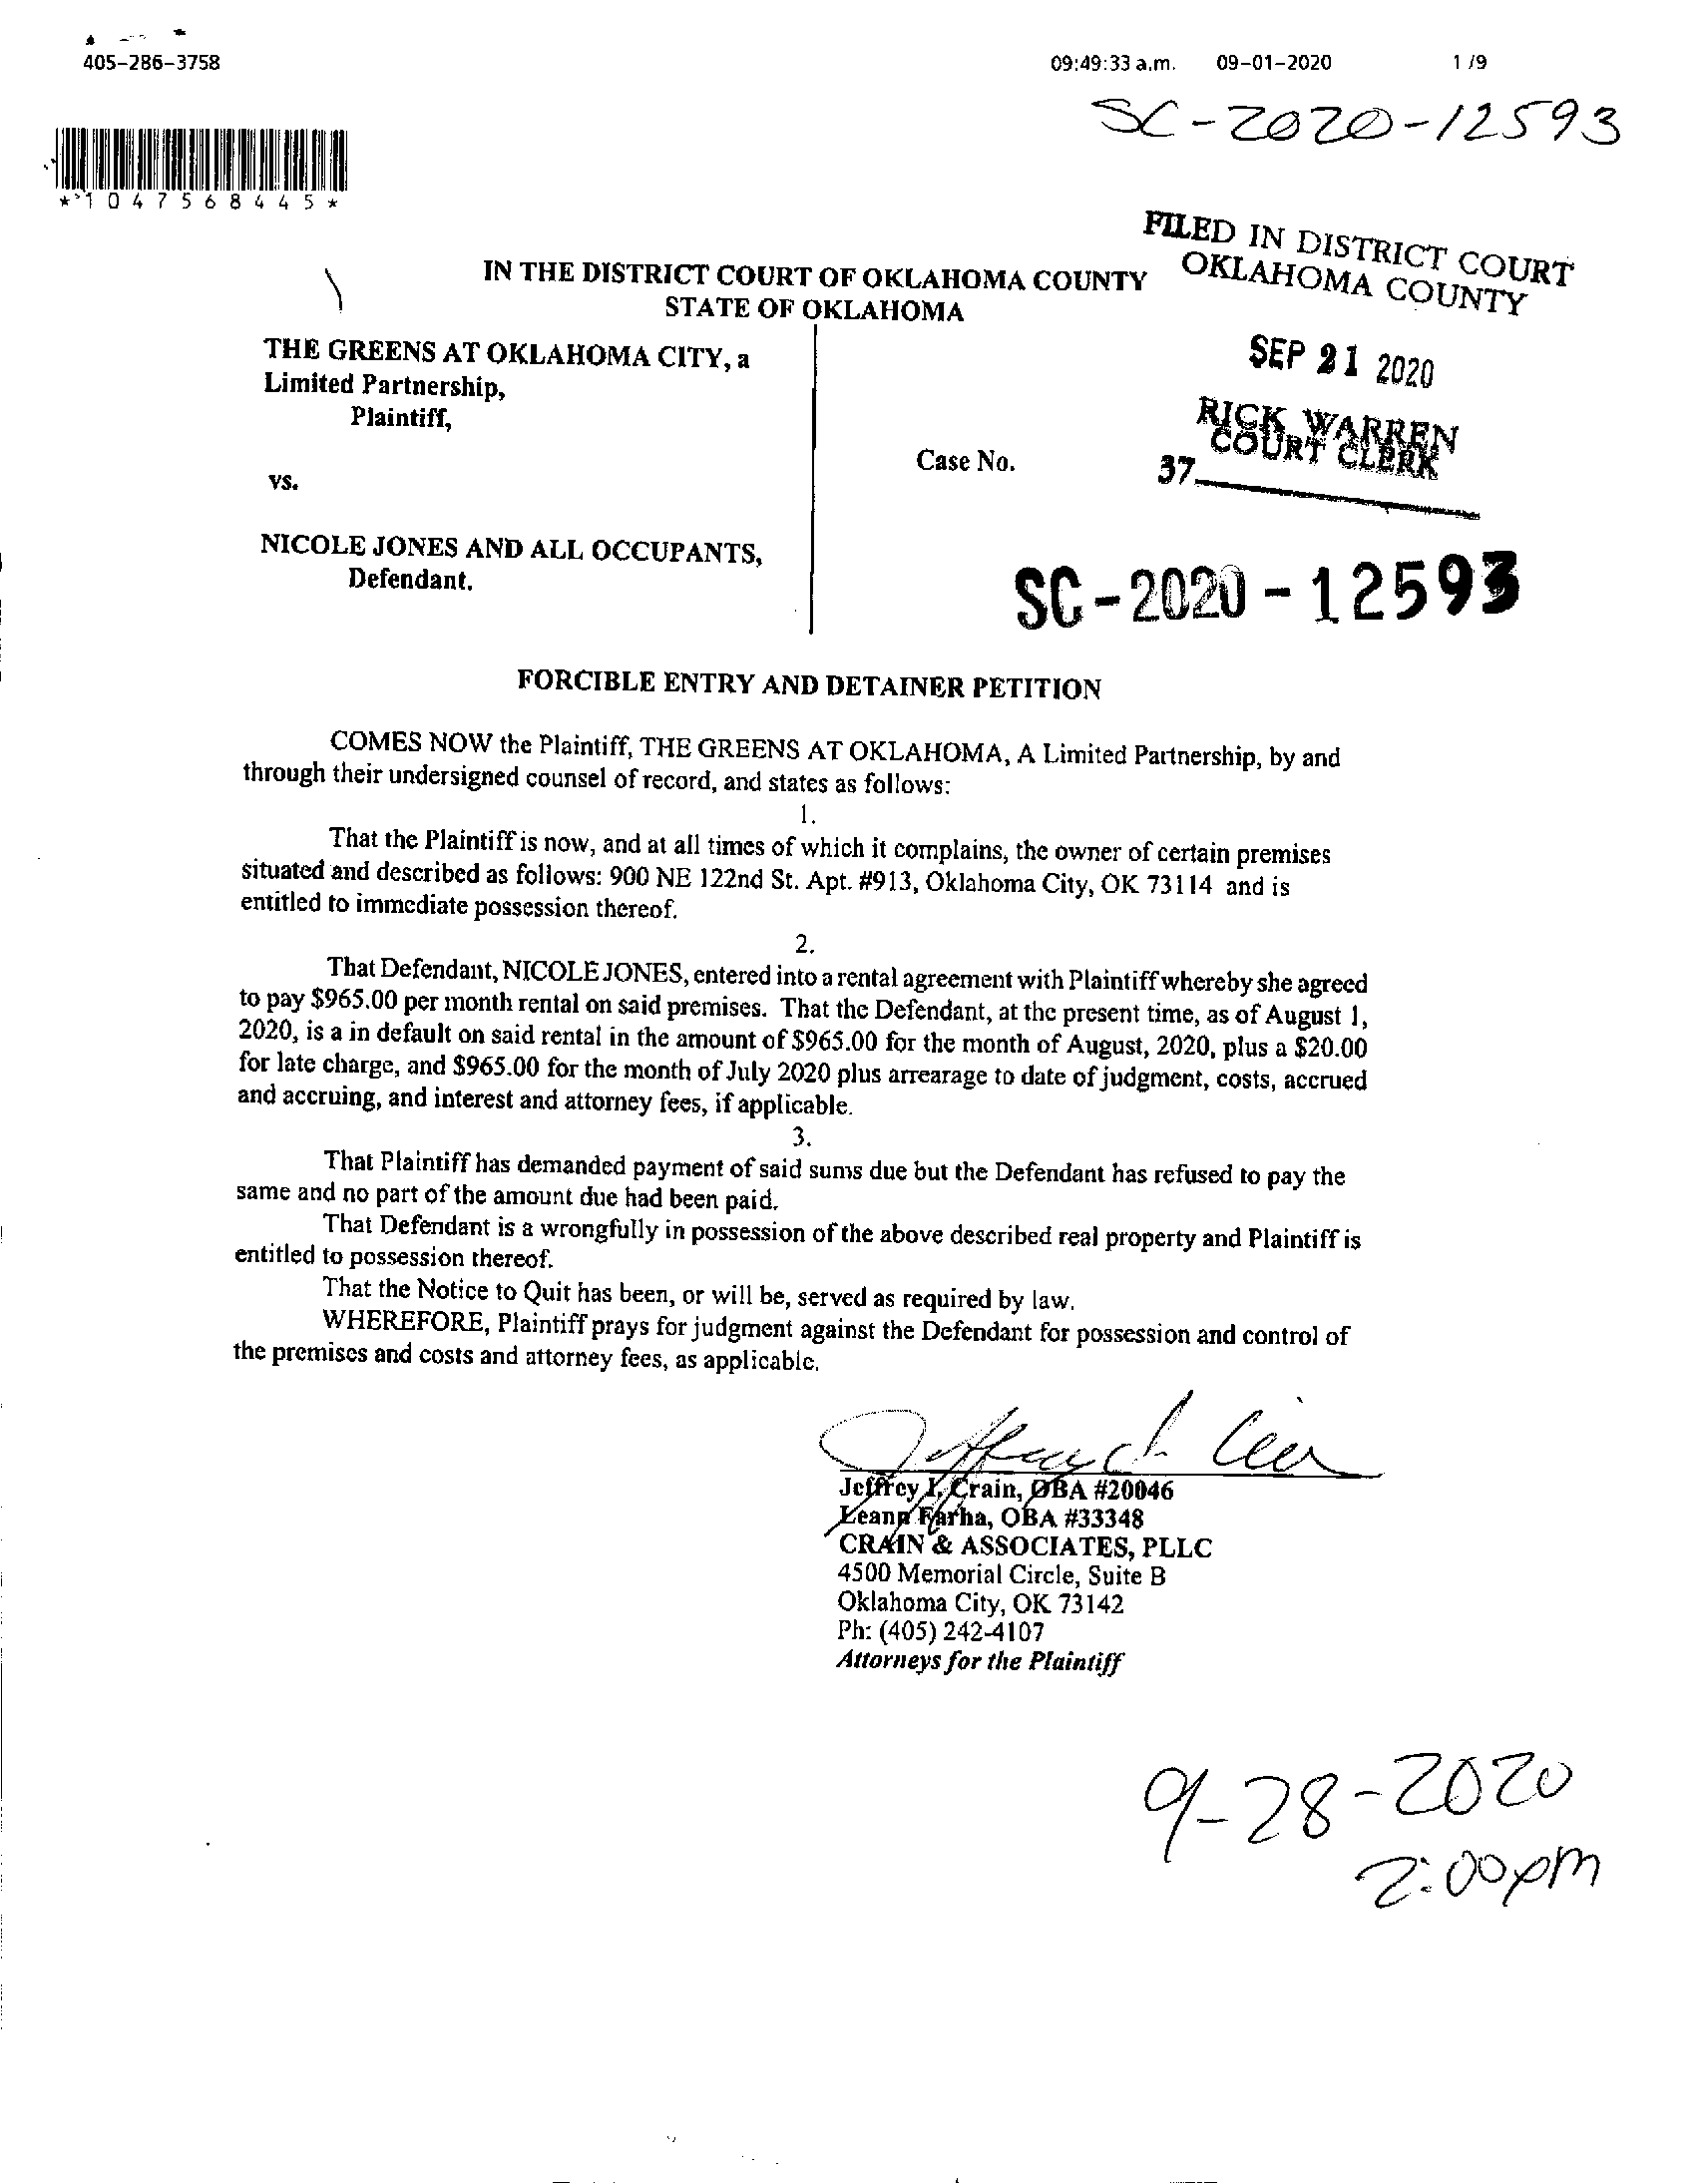 405-286-3758 09:49:33 a.m. 09-01-2020 1 /9
SC-2020-12593
*1047568445*
FILED IN DISTRICT COURT
OKLAHOMA COUNTY
IN THE DISTRICT COURT OF OKLAHOMA COUNTY
STATE OF OKLAHOMA
SEP 21 2020
RICK WARREN
COURT CLERK
37
THE GREENS AT OKLAHOMA CITY, a
Limited Partnership,
Plaintiff,
Case No.
vs.
NICOLE JONES AND ALL OCCUPANTS,
Defendant.
SC-2020-12593
FORCIBLE ENTRY AND DETAINER PETITION
COMES NOW the Plaintiff, THE GREENS AT OKLAHOMA, A Limited Partnership, by and
through their undersigned counsel of record, and states as follows:
1.
That the Plaintiff is now, and at all times of which it complains, the owner of certain premises
situated and described as follows: 900 NE 122nd St. Apt. #913, Oklahoma City, OK 73114 and is
entitled to immediate possession thereof.
2.
That Defendant, NICOLE JONES, entered into a rental agreement with Plaintiff whereby she agreed
to pay $965.00 per month rental on said premises. That the Defendant, at the present time, as of August 1,
2020, is a in default on said rental in the amount of $965.00 for the month of August, 2020, plus a $20.00
for late charge, and $965.00 for the month of July 2020 plus arrearage to date of judgment, costs, accrued
and accruing, and interest and attorney fees, if applicable.
3.
That Plaintiff has demanded payment of said sums due but the Defendant has refused to pay the
same and no part of the amount due had been paid.
That Defendant is a wrongfully in possession of the above described real property and Plaintiff is
entitled to possession thereof.
That the Notice to Quit has been, or will be, served as required by law.
WHEREFORE, Plaintiff prays for judgment against the Defendant for possession and control of
the premises and costs and attorney fees, as applicable.
Jeffrey I. Crain, OBA #20046
Leann Farha, OBA #33348
CRAIN & ASSOCIATES, PLLC
4500 Memorial Circle, Suite B
Oklahoma City, OK 73142
Ph: (405) 242-4107
Attorneys for the Plaintiff
9-28-2020
2:00pm